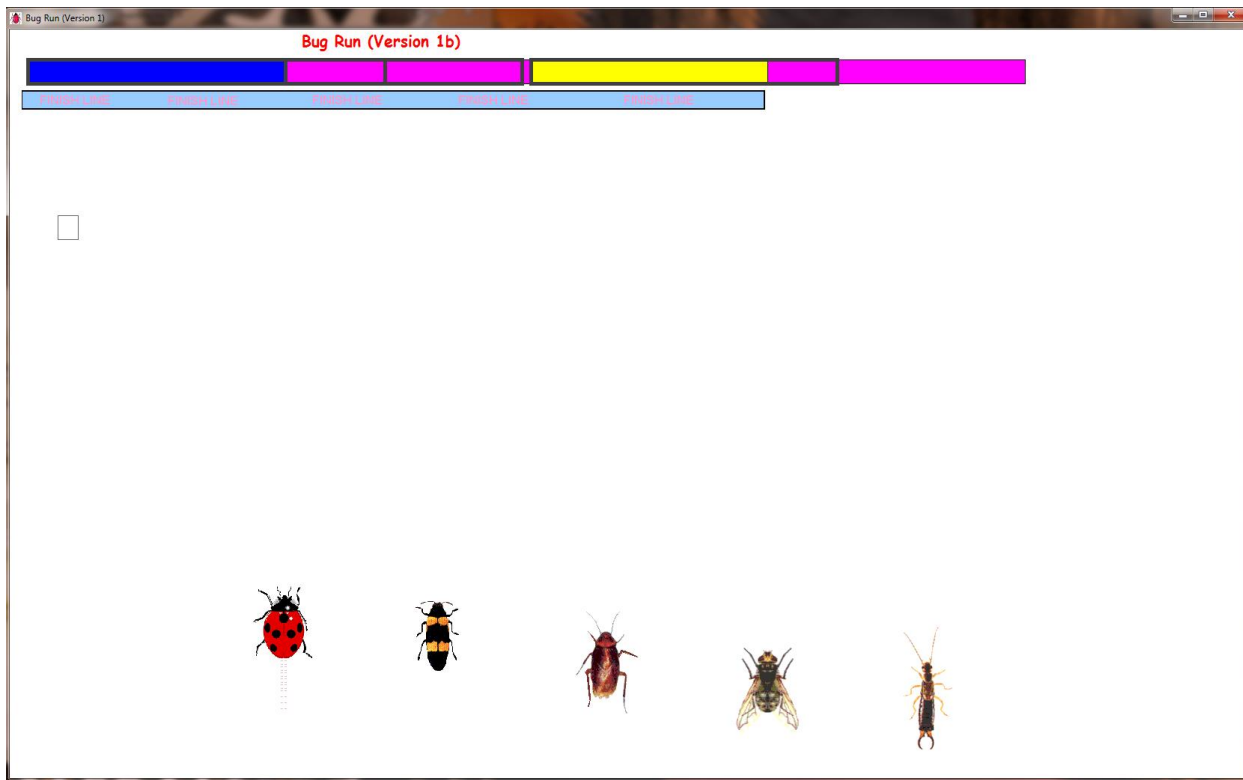 Bug Run (Version 1)
Bug Run (Version 1b)
FINISH LINE FINISH LINE FINISH LINE FINISH LINE FINISH LINE